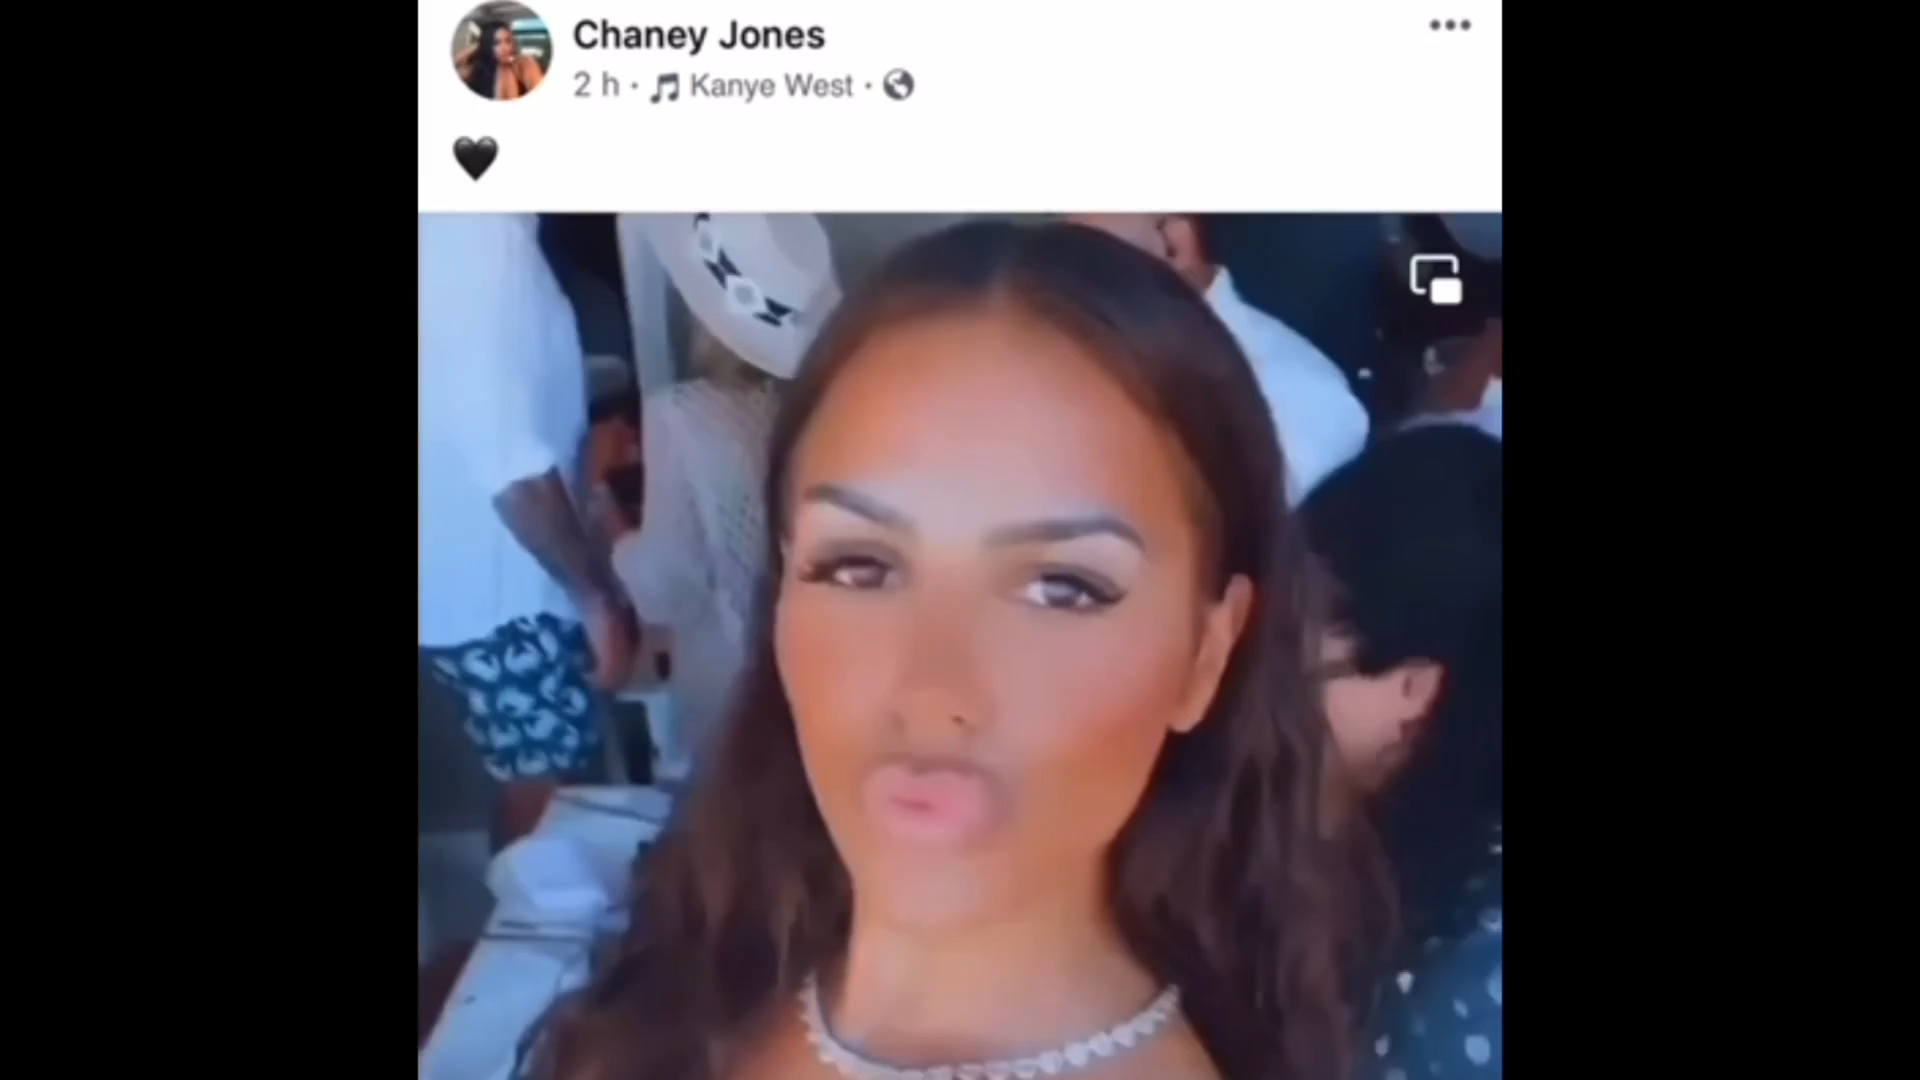 Chaney Jones
2 h · 🎵 Kanye West ·
🖤